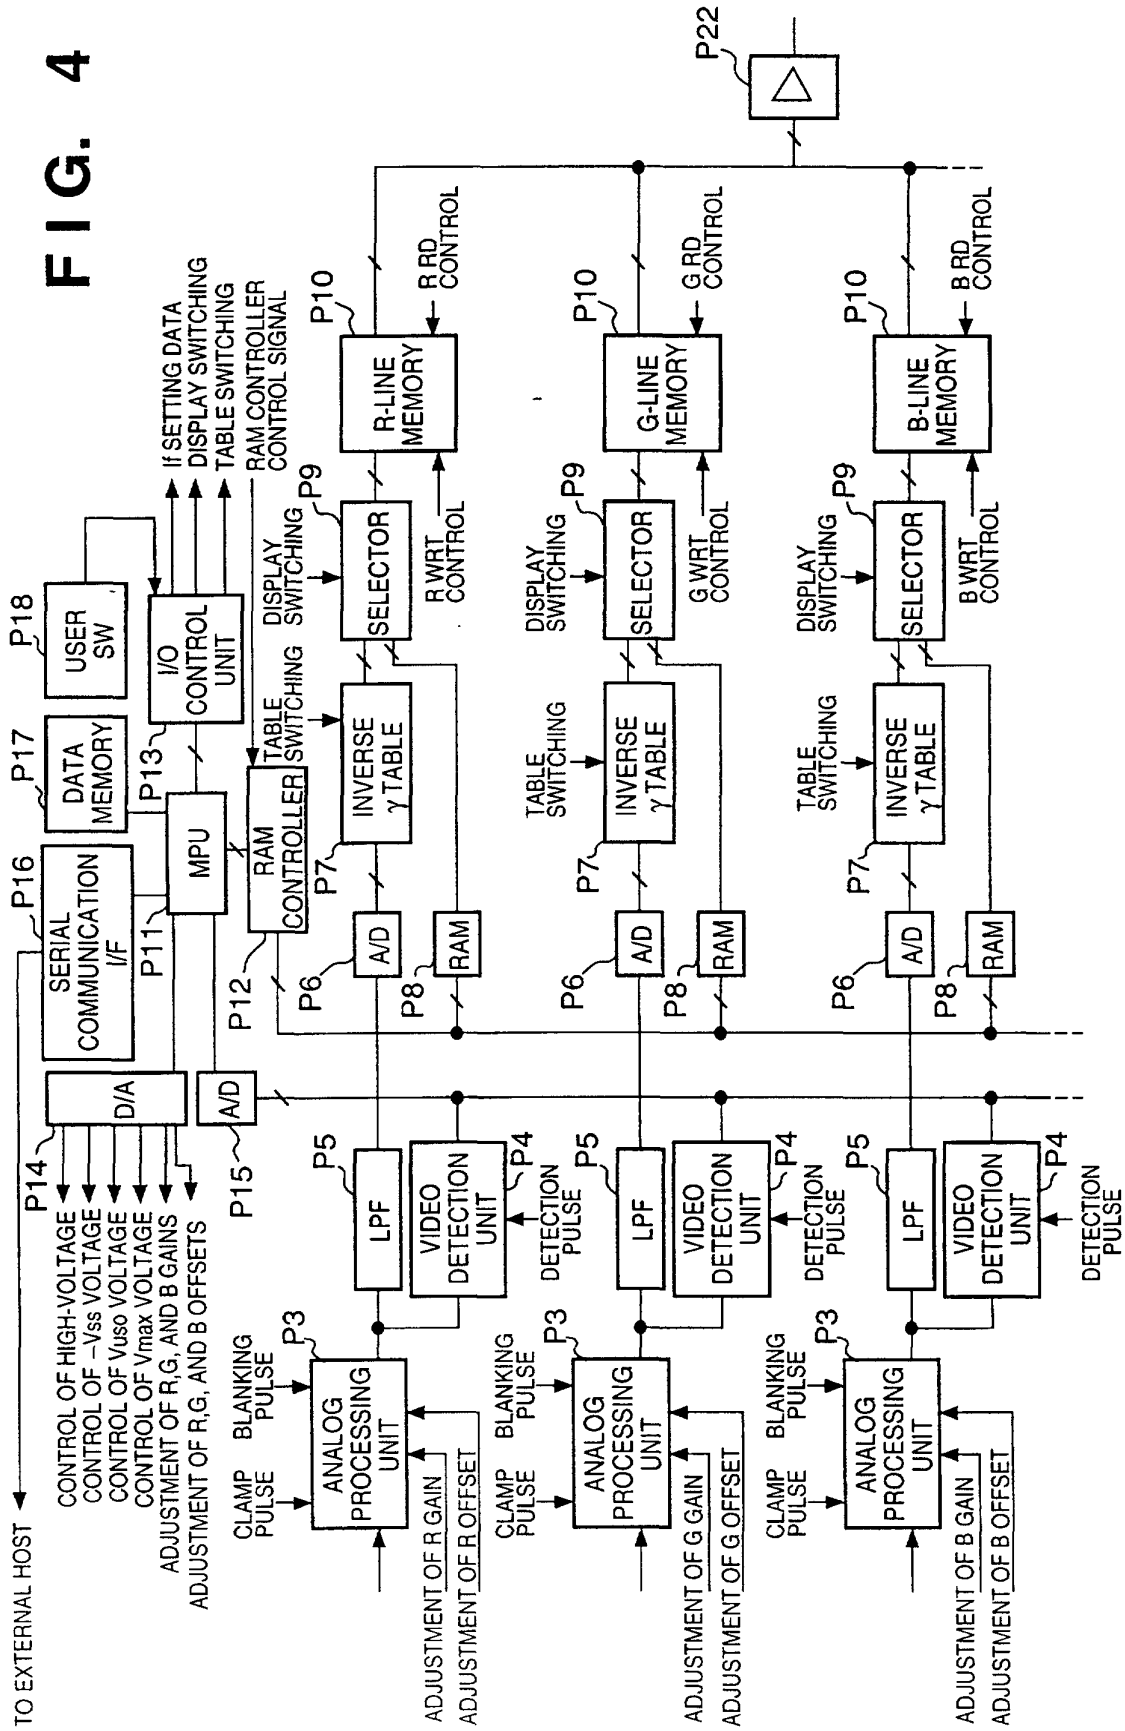 FIG. 4
TO EXTERNAL HOST
CONTROL OF HIGH-VOLTAGE
CONTROL OF –Vss VOLTAGE
CONTROL OF Vuso VOLTAGE
CONTROL OF Vmax VOLTAGE
ADJUSTMENT OF R,G, AND B GAINS
ADJUSTMENT OF R,G, AND B OFFSETS
P14
D/A
P15
A/D
P16
SERIAL
COMMUNICATION
I/F
P11
MPU
P17
DATA
MEMORY
P18
USER
SW
P13
I/O
CONTROL
UNIT
If SETTING DATA
DISPLAY SWITCHING
TABLE SWITCHING
RAM CONTROLLER
CONTROL SIGNAL
P12
RAM
CONTROLLER
CLAMP
PULSE
BLANKING
PULSE
P3
ANALOG
PROCESSING
UNIT
ADJUSTMENT OF R GAIN
ADJUSTMENT OF R OFFSET
P5
LPF
VIDEO
DETECTION
UNIT
P4
DETECTION
PULSE
P6
A/D
P8
RAM
P7
INVERSE
γ TABLE
TABLE
SWITCHING
DISPLAY
SWITCHING
P9
SELECTOR
R WRT
CONTROL
P10
R-LINE
MEMORY
R RD
CONTROL
CLAMP
PULSE
BLANKING
PULSE
P3
ANALOG
PROCESSING
UNIT
ADJUSTMENT OF G GAIN
ADJUSTMENT OF G OFFSET
P5
LPF
VIDEO
DETECTION
UNIT
P4
DETECTION
PULSE
P6
A/D
P8
RAM
P7
INVERSE
γ TABLE
TABLE
SWITCHING
DISPLAY
SWITCHING
P9
SELECTOR
G WRT
CONTROL
P10
G-LINE
MEMORY
G RD
CONTROL
P22
CLAMP
PULSE
BLANKING
PULSE
P3
ANALOG
PROCESSING
UNIT
ADJUSTMENT OF B GAIN
ADJUSTMENT OF B OFFSET
P5
LPF
VIDEO
DETECTION
UNIT
P4
DETECTION
PULSE
P6
A/D
P8
RAM
P7
INVERSE
γ TABLE
TABLE
SWITCHING
DISPLAY
SWITCHING
P9
SELECTOR
B WRT
CONTROL
P10
B-LINE
MEMORY
B RD
CONTROL